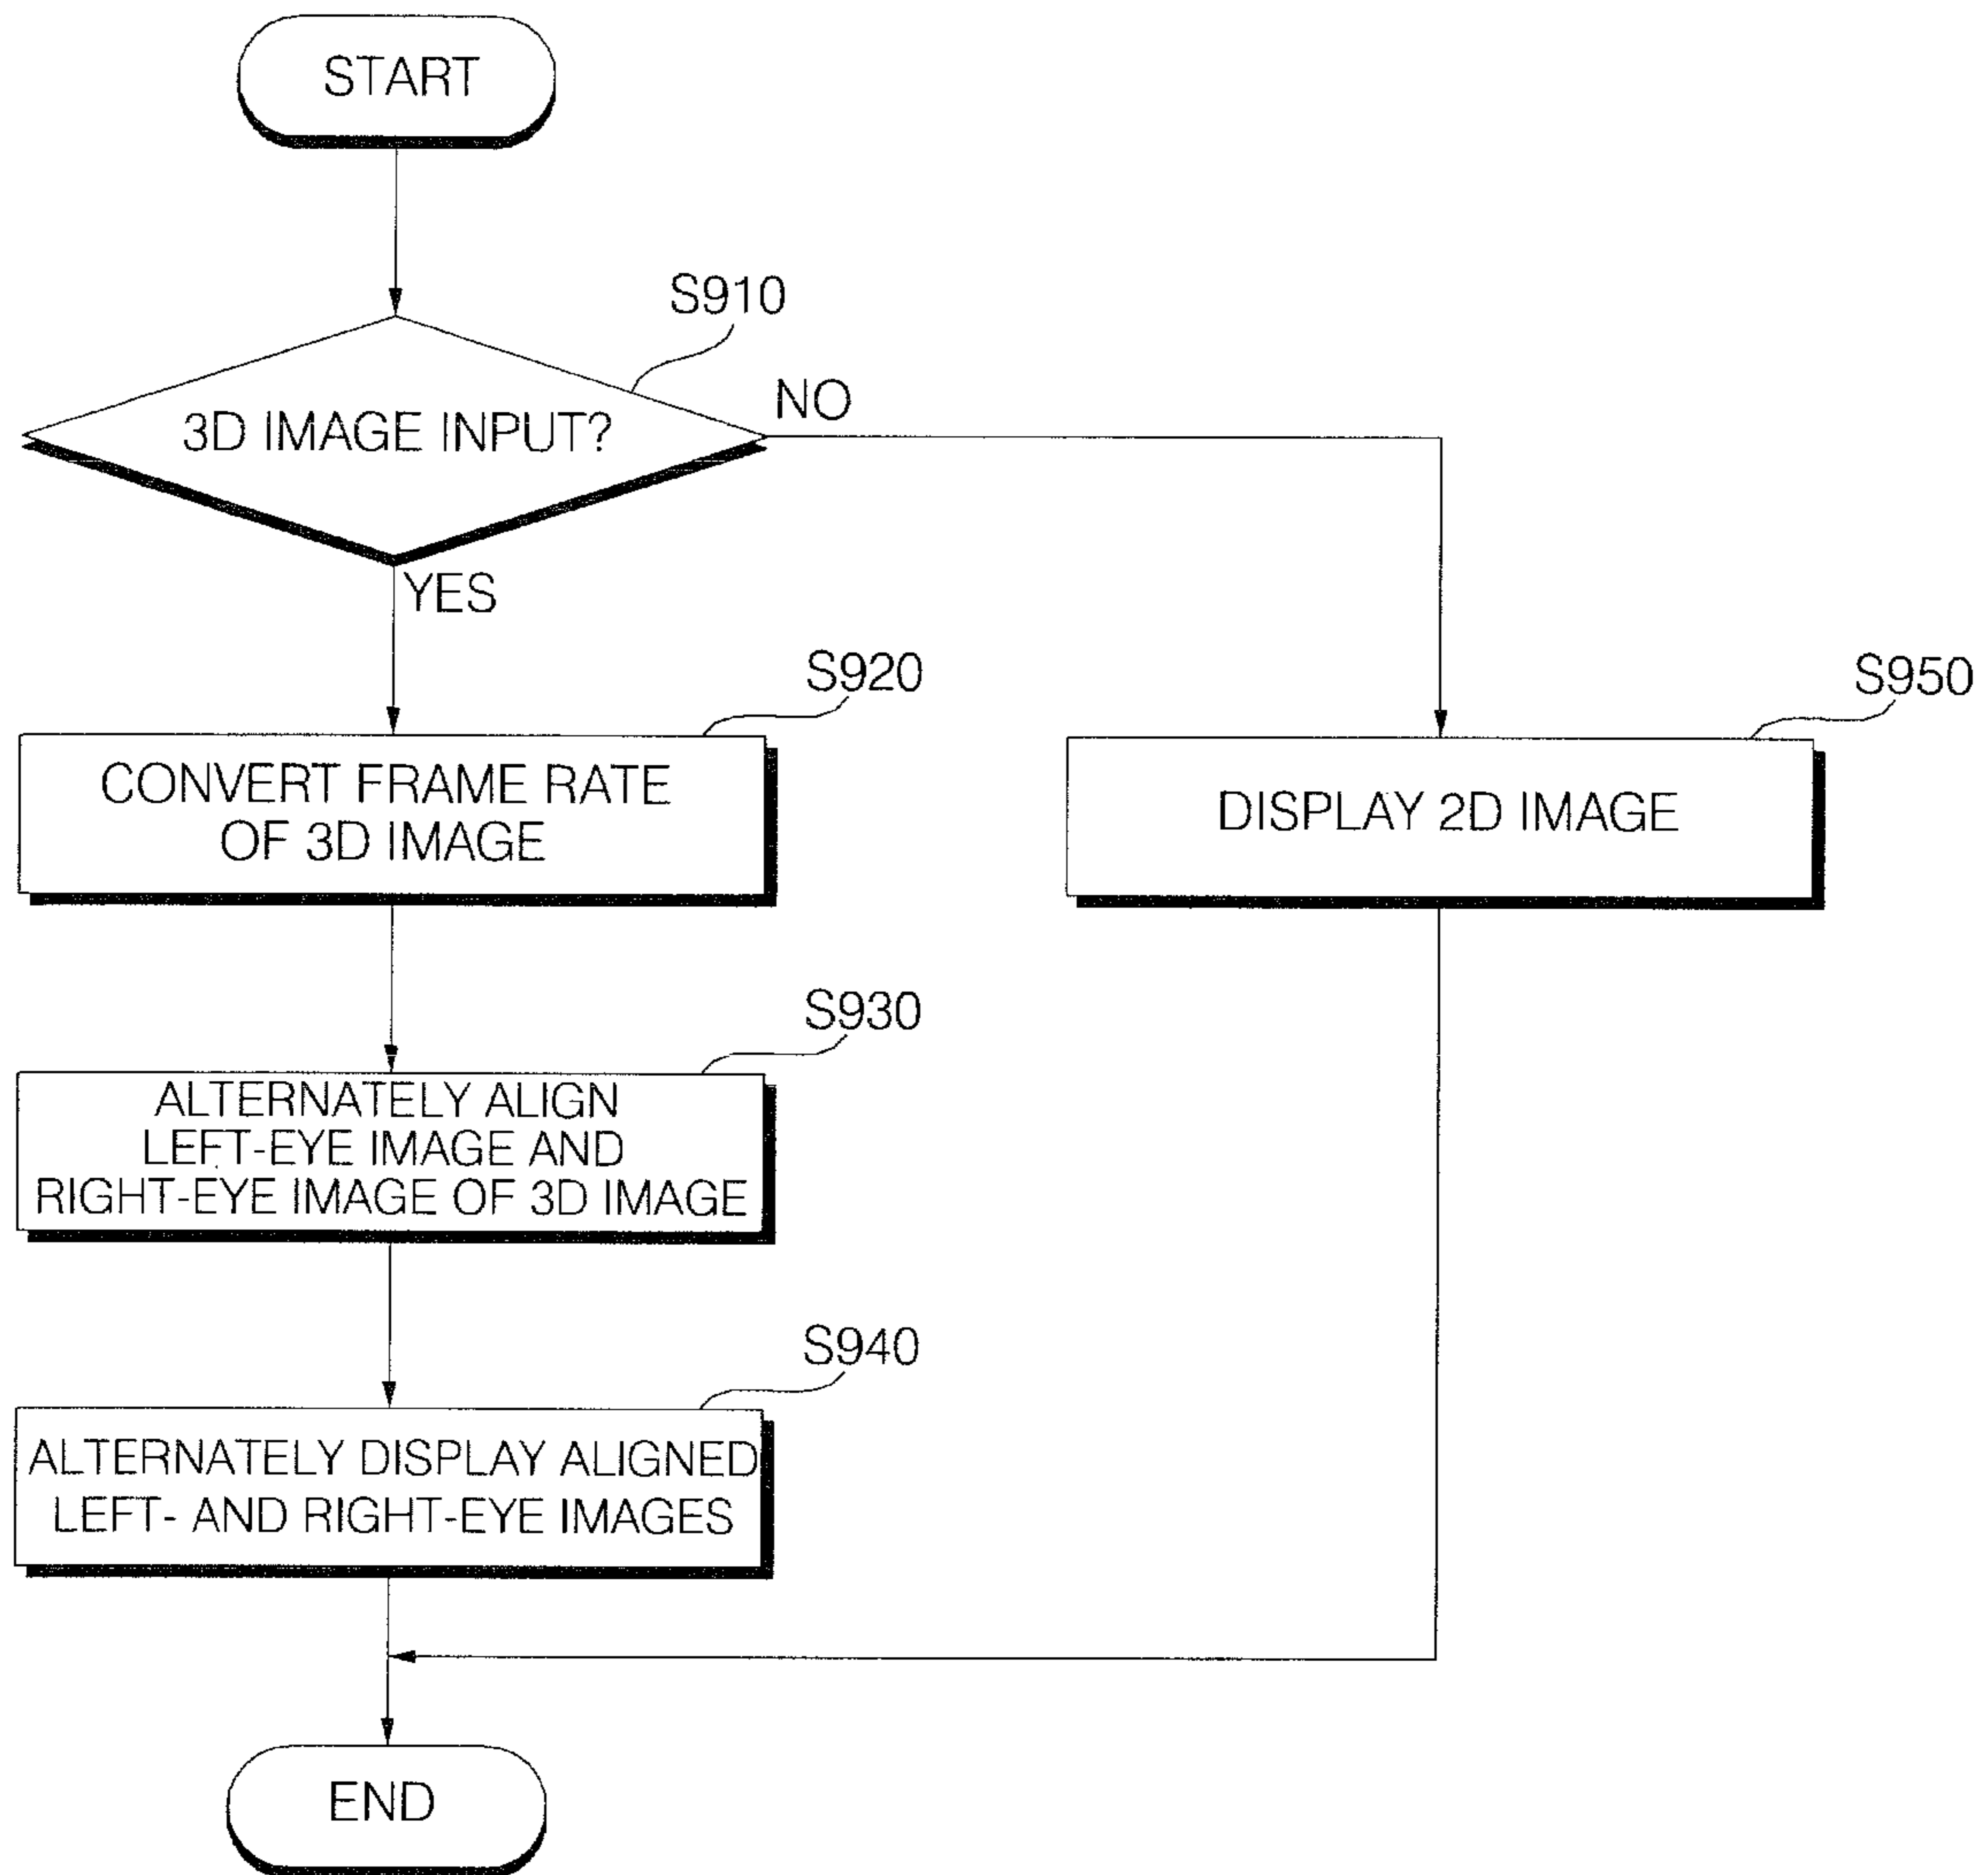 START
S910
3D IMAGE INPUT?
NO
YES
S920
CONVERT FRAME RATE
OF 3D IMAGE
S950
DISPLAY 2D IMAGE
S930
ALTERNATELY ALIGN
LEFT-EYE IMAGE AND
RIGHT-EYE IMAGE OF 3D IMAGE
S940
ALTERNATELY DISPLAY ALIGNED
LEFT- AND RIGHT-EYE IMAGES
END